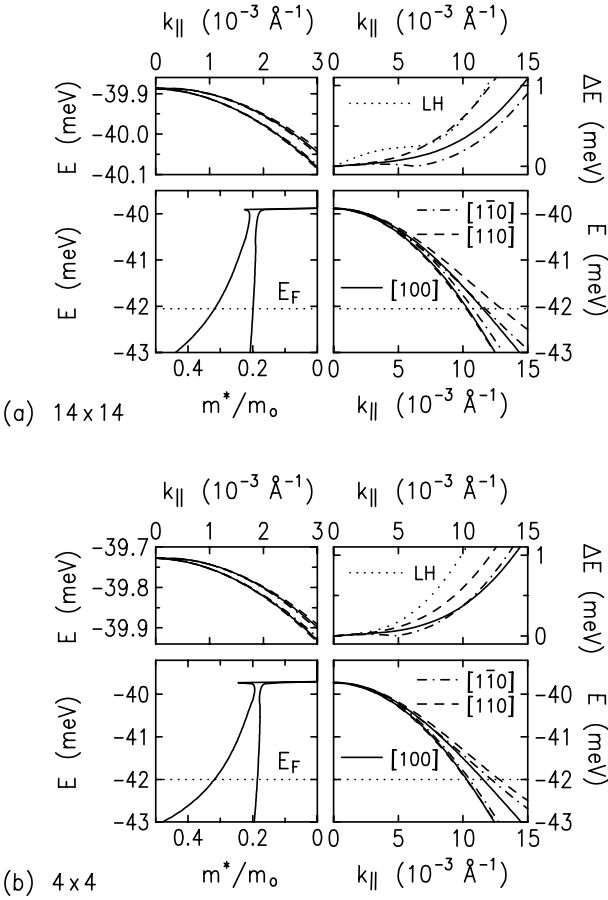 k∥ (10⁻³ Å⁻¹) k∥ (10⁻³ Å⁻¹)
0 1 2 3 0 5 10 15
E (meV) −39.9 −40.0 −40.1
LH
1 0 ΔE (meV)
E (meV) −40 −41 −42 −43
E_F
[11̅0]
[110]
[100]
−40 −41 −42 −43 E (meV)
0.4 0.2 0 0 5 10 15
m*/m₀ k∥ (10⁻³ Å⁻¹)
(a) 14x14
k∥ (10⁻³ Å⁻¹) k∥ (10⁻³ Å⁻¹)
0 1 2 3 0 5 10 15
E (meV) −39.7 −39.8 −39.9
LH
1 0 ΔE (meV)
E (meV) −40 −41 −42 −43
E_F
[11̅0]
[110]
[100]
−40 −41 −42 −43 E (meV)
0.4 0.2 0 0 5 10 15
m*/m₀ k∥ (10⁻³ Å⁻¹)
(b) 4x4